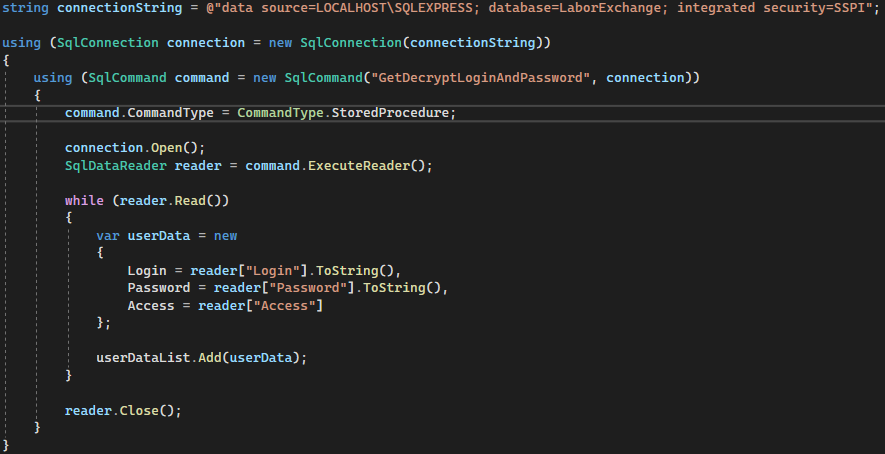 string connectionString = @"data source=LOCALHOST\SQLEXPRESS; database=LaborExchange; integrated security=SSPI";
using (SqlConnection connection = new SqlConnection(connectionString))
{
using (SqlCommand command = new SqlCommand("GetDecryptLoginAndPassword", connection))
{
command.CommandType = CommandType.StoredProcedure;
connection.Open();
SqlDataReader reader = command.ExecuteReader();
while (reader.Read())
{
var userData = new
{
Login = reader["Login"].ToString(),
Password = reader["Password"].ToString(),
Access = reader["Access"]
};
userDataList.Add(userData);
}
reader.Close();
}
}